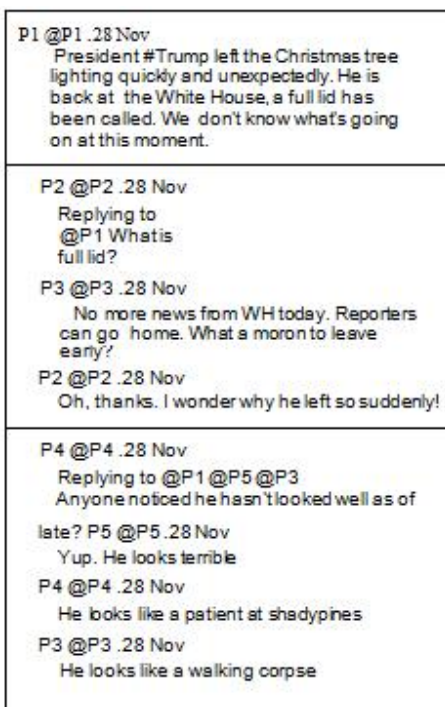 P1 @P1 .28 Nov
President #Trump left the Christmas tree
lighting quickly and unexpectedly. He is
back at the White House, a full lid has
been called. We don't know what's going
on at this moment.
P2 @P2 .28 Nov
Replying to
@P1 What is
full lid?
P3 @P3 .28 Nov
No more news from WH today. Reporters
can go home. What a moron to leave
early?
P2 @P2 .28 Nov
Oh, thanks. I wonder why he left so suddenly!
P4 @P4 .28 Nov
Replying to @P1 @P5 @P3
Anyone noticed he hasn't looked well as of
late? P5 @P5 .28 Nov
Yup. He looks terrible
P4 @P4 .28 Nov
He looks like a patient at shadypines
P3 @P3 .28 Nov
He looks like a walking corpse